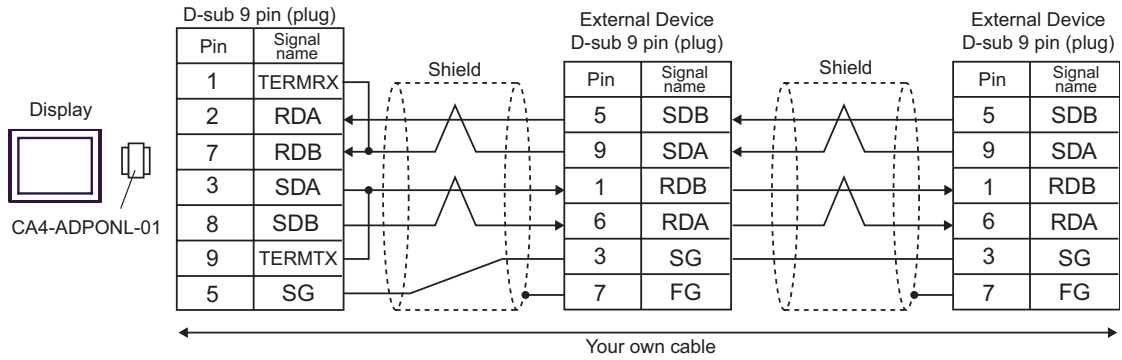 D-sub 9 pin (plug)
Pin Signal name
1 TERMRX
2 RDA
7 RDB
3 SDA
8 SDB
9 TERMTX
5 SG
Display
CA4-ADPONL-01
Shield
External Device
D-sub 9 pin (plug)
Pin Signal name
5 SDB
9 SDA
1 RDB
6 RDA
3 SG
7 FG
Shield
External Device
D-sub 9 pin (plug)
Pin Signal name
5 SDB
9 SDA
1 RDB
6 RDA
3 SG
7 FG
Your own cable